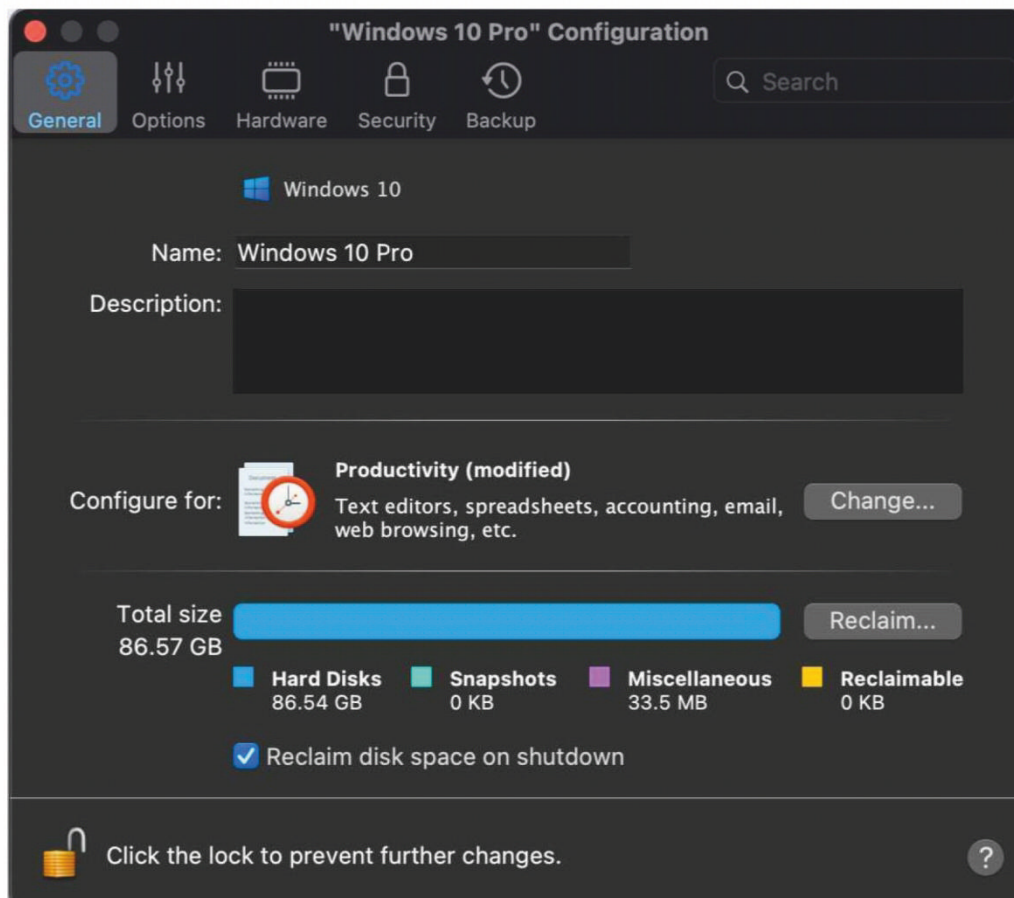 "Windows 10 Pro" Configuration
General Options Hardware Security Backup
Search
Windows 10
Name: Windows 10 Pro
Description:
Configure for:
Productivity (modified)
Text editors, spreadsheets, accounting, email,
web browsing, etc.
Change...
Total size
86.57 GB
Reclaim...
Hard Disks Snapshots Miscellaneous Reclaimable
86.54 GB 0 KB 33.5 MB 0 KB
Reclaim disk space on shutdown
Click the lock to prevent further changes.
?